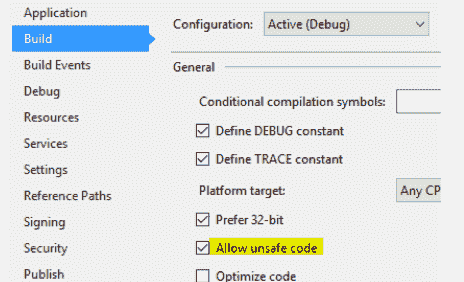 Application
Build
Build Events
Debug
Resources
Services
Settings
Reference Paths
Signing
Security
Publish
Configuration: Active (Debug)
General
Conditional compilation symbols:
Define DEBUG constant
Define TRACE constant
Platform target: Any CP
Prefer 32-bit
Allow unsafe code
Optimize code